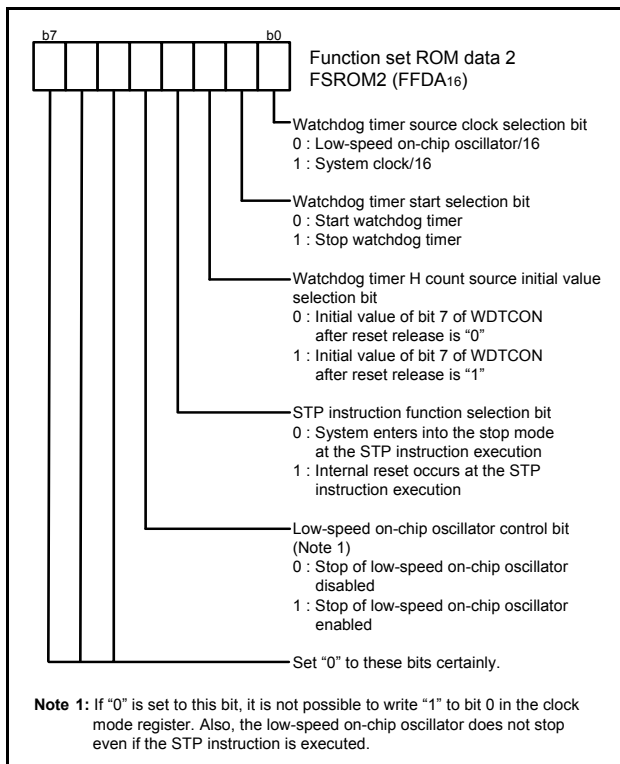 b7 b0
Function set ROM data 2
FSROM2 (FFDA16)
Watchdog timer source clock selection bit
0 : Low-speed on-chip oscillator/16
1 : System clock/16
Watchdog timer start selection bit
0 : Start watchdog timer
1 : Stop watchdog timer
Watchdog timer H count source initial value
selection bit
0 : Initial value of bit 7 of WDTCON
after reset release is “0”
1 : Initial value of bit 7 of WDTCON
after reset release is “1”
STP instruction function selection bit
0 : System enters into the stop mode
at the STP instruction execution
1 : Internal reset occurs at the STP
instruction execution
Low-speed on-chip oscillator control bit
(Note 1)
0 : Stop of low-speed on-chip oscillator
disabled
1 : Stop of low-speed on-chip oscillator
enabled
Set “0” to these bits certainly.
Note 1: If “0” is set to this bit, it is not possible to write “1” to bit 0 in the clock
mode register. Also, the low-speed on-chip oscillator does not stop
even if the STP instruction is executed.